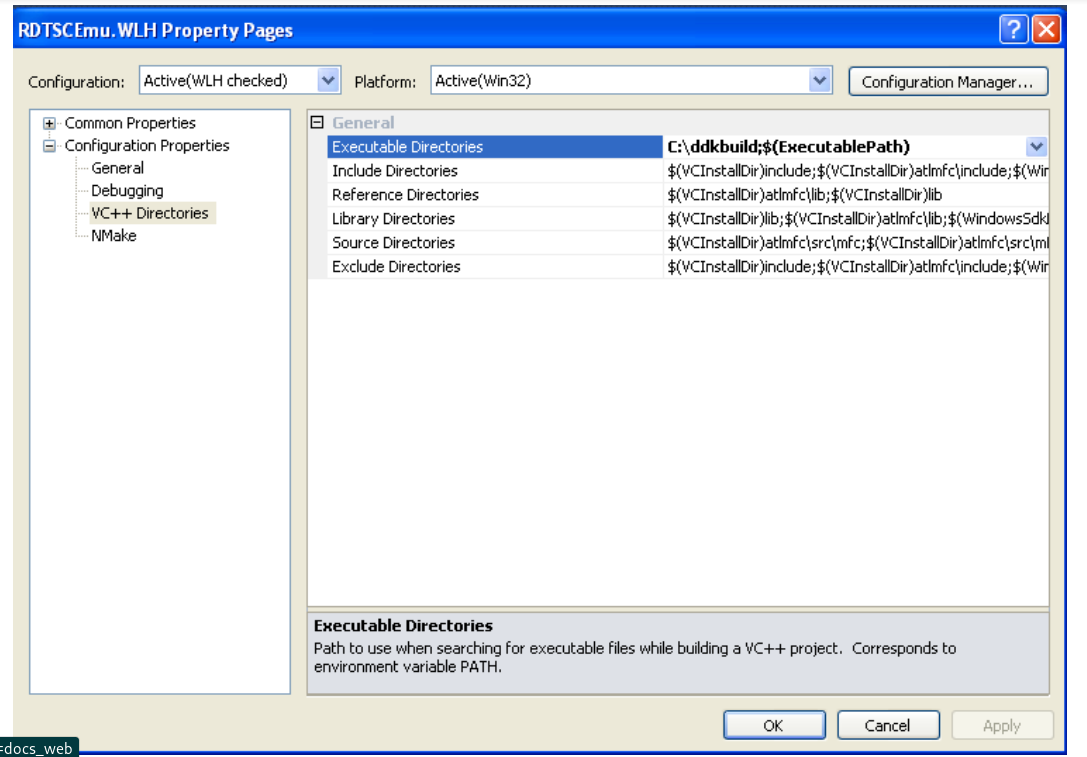 RDTSCEmu.WLH Property Pages
Configuration: Active(WLH checked) Platform: Active(Win32) Configuration Manager...
Common Properties
Configuration Properties
General
Debugging
VC++ Directories
NMake
General
Executable Directories C:\ddkbuild;$(ExecutablePath)
Include Directories $(VCInstallDir)include;$(VCInstallDir)atlmfc\include;$(Win
Reference Directories $(VCInstallDir)atlmfc\lib;$(VCInstallDir)lib
Library Directories $(VCInstallDir)lib;$(VCInstallDir)atlmfc\lib;$(WindowsSdk
Source Directories $(VCInstallDir)atlmfc\src\mfc;$(VCInstallDir)atlmfc\src\m
Exclude Directories $(VCInstallDir)include;$(VCInstallDir)atlmfc\include;$(Win
Executable Directories
Path to use when searching for executable files while building a VC++ project. Corresponds to
environment variable PATH.
OK Cancel Apply
=docs_web